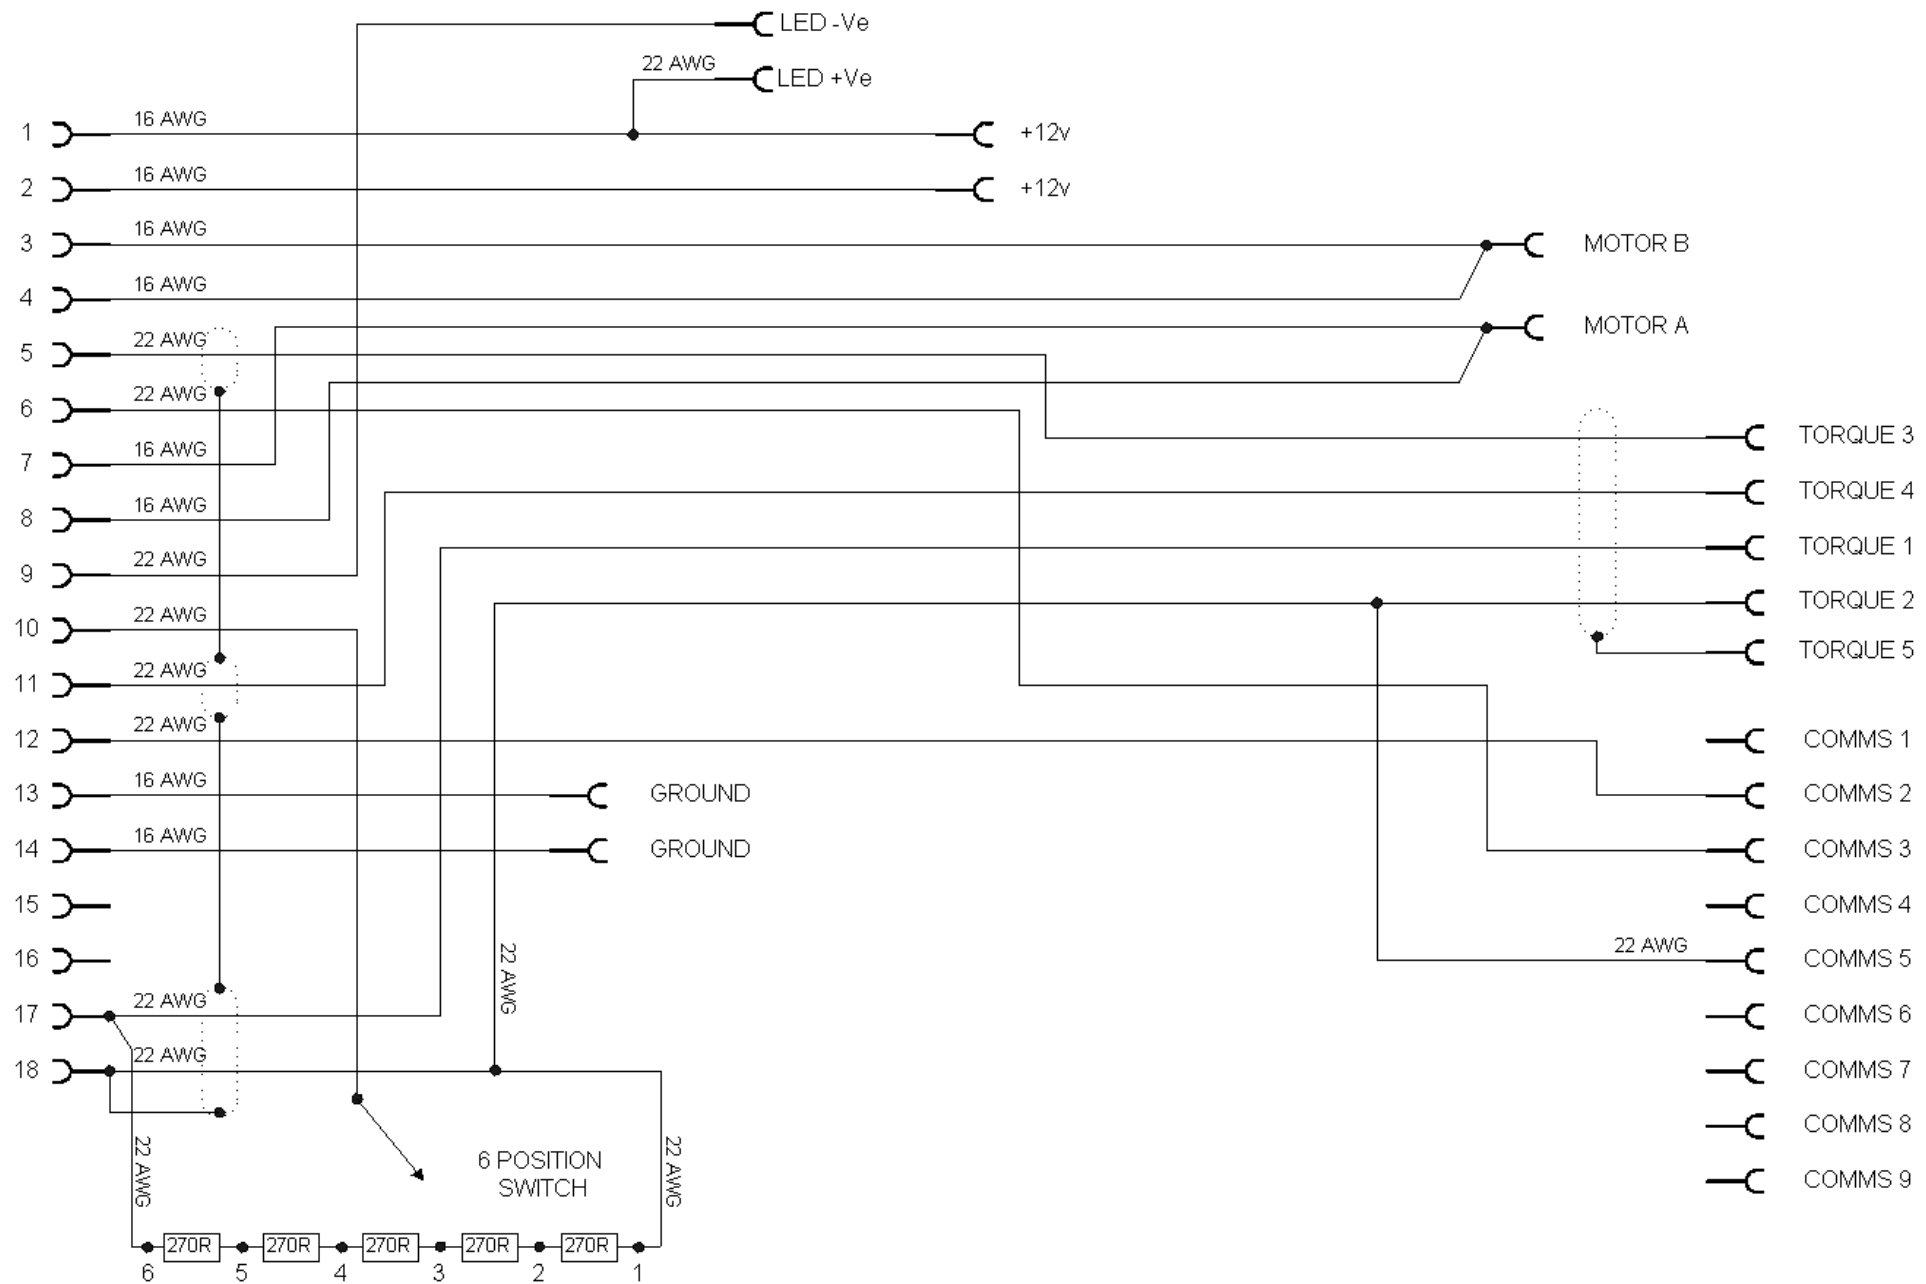 LED -Ve
22 AWG
LED +Ve
1 16 AWG +12v
2 16 AWG +12v
3 16 AWG MOTOR B
4 16 AWG
MOTOR A
5 22 AWG
6 22 AWG
TORQUE 3
7 16 AWG
TORQUE 4
8 16 AWG
TORQUE 1
9 22 AWG
TORQUE 2
10 22 AWG
TORQUE 5
11 22 AWG
12 22 AWG COMMS 1
13 16 AWG GROUND COMMS 2
14 16 AWG GROUND COMMS 3
15 COMMS 4
16 22 AWG COMMS 5
22 AWG
17 22 AWG COMMS 6
18 22 AWG COMMS 7
COMMS 8
22 AWG
22 AWG
6 POSITION
SWITCH
COMMS 9
270R 270R 270R 270R 270R
6 5 4 3 2 1